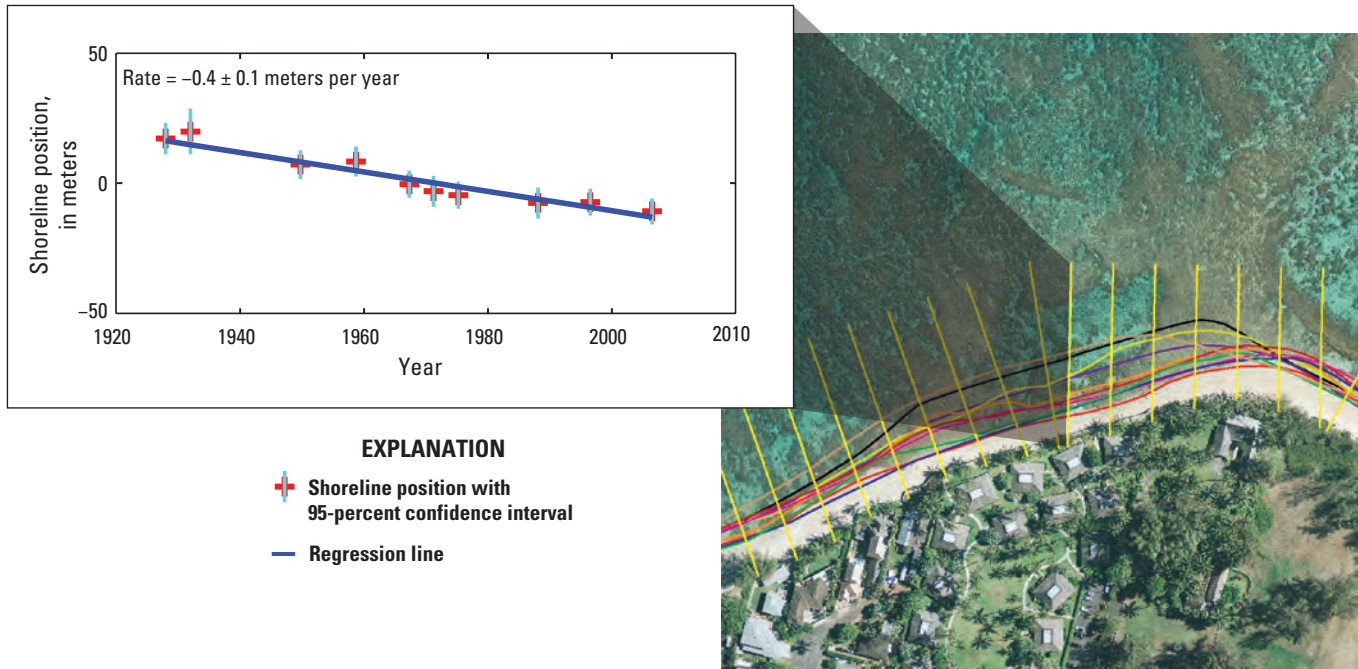 50
Rate = −0.4 ± 0.1 meters per year
Shoreline position,
in meters
0
−50
1920
1940
1960
1980
2000
2010
Year
EXPLANATION
Shoreline position with
95-percent confidence interval
Regression line